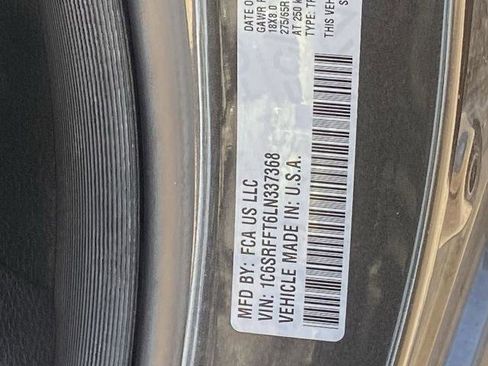 MFD BY: FCA US LLC
VIN: 1C6SRFFT6LN337368
VEHICLE MADE IN: U.S.A.
DATE O
GAWR F
18X8.0
275/65R
AT 250 k
THIS VEH
TYPE: TR